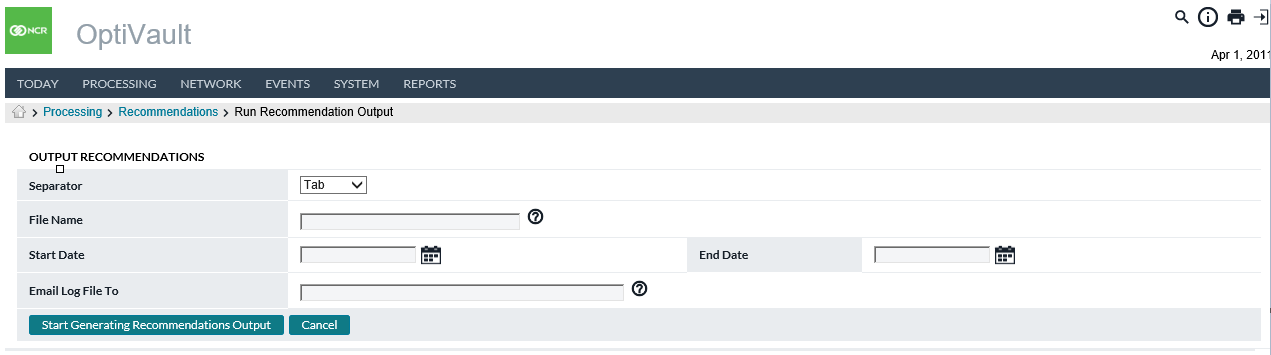 NCR
OptiVault
Apr 1, 2011
TODAY PROCESSING NETWORK EVENTS SYSTEM REPORTS
Processing > Recommendations > Run Recommendation Output
OUTPUT RECOMMENDATIONS
Separator Tab
File Name
Start Date End Date
Email Log File To
Start Generating Recommendations Output Cancel